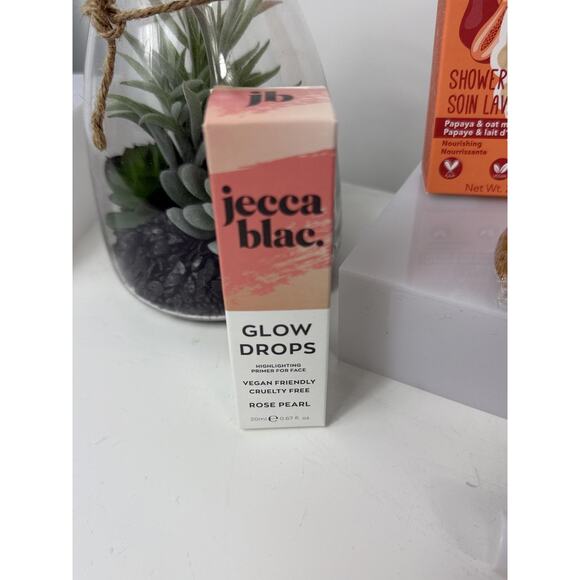 jb
jecca
blac.
GLOW
DROPS
HIGHLIGHTING
PRIMER FOR FACE
VEGAN FRIENDLY
CRUELTY FREE
ROSE PEARL
20ml e 0.67 fl. oz
SHOWER
SOIN LAV
Papaya & oat m
Papaye & lait d'
Nourishing
Nourrissante
Net Wt.